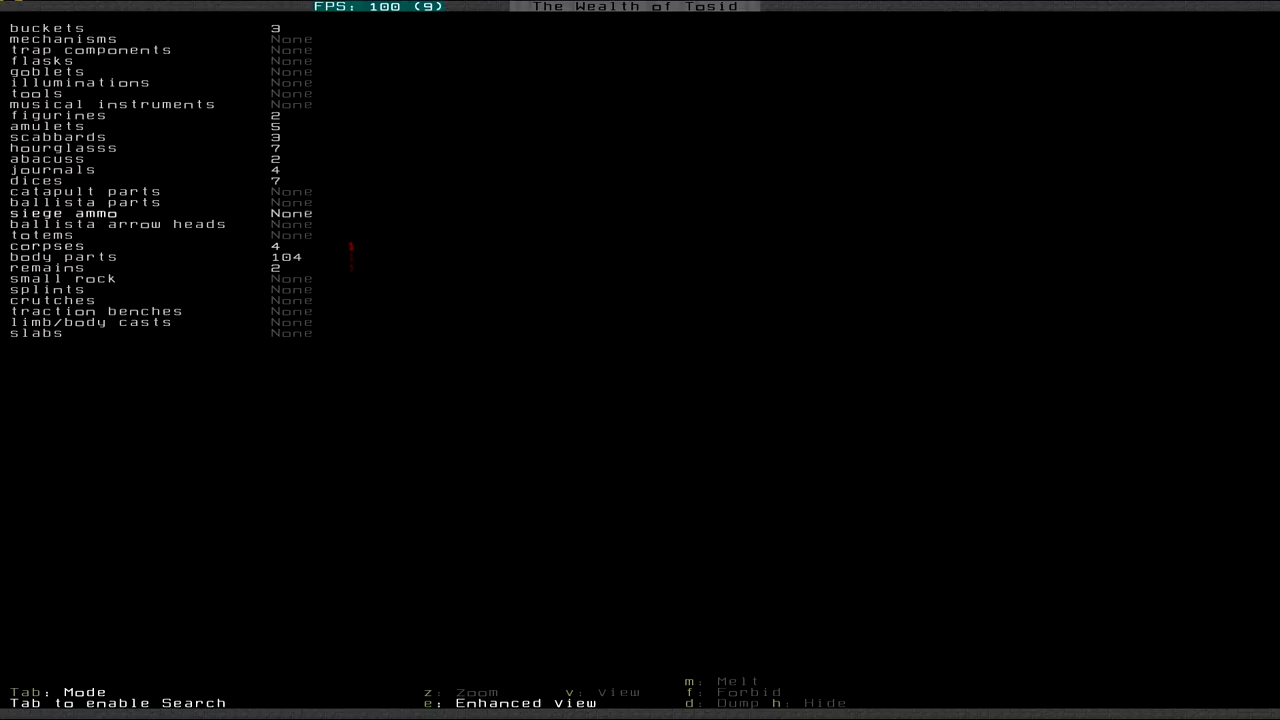 FPS: 100 (9) The Wealth of Tosid
buckets 3
mechanisms None
trap components None
flasks None
goblets None
illuminations None
tools None
musical instruments None
figurines 2
amulets 5
scabbards 3
hourglasss 7
abacuss 2
journals 4
dices 7
catapult parts None
ballista parts None
siege ammo None
ballista arrow heads None
totems None
corpses 4 1
body parts 104 1
remains 2 1
small rock None
splints None
crutches None
traction benches None
limb/body casts None
slabs None
m: Melt
Tab: Mode z: Zoom v: View f: Forbid
Tab to enable Search e: Enhanced View d: Dump h: Hide